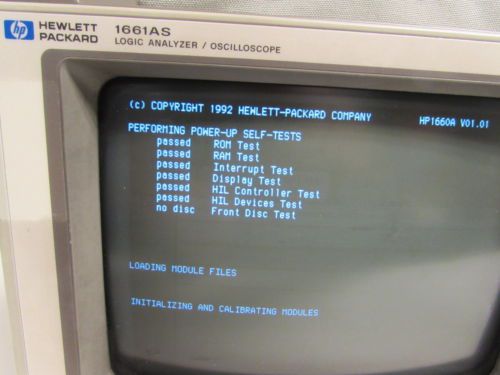 hp HEWLETT PACKARD
1661AS
LOGIC ANALYZER / OSCILLOSCOPE
(c) COPYRIGHT 1992 HEWLETT-PACKARD COMPANY HP1660A V01.01
PERFORMING POWER-UP SELF-TESTS
passed ROM Test
passed RAM Test
passed Interrupt Test
passed Display Test
passed HIL Controller Test
passed HIL Devices Test
no disc Front Disc Test
LOADING MODULE FILES
INITIALIZING AND CALIBRATING MODULES